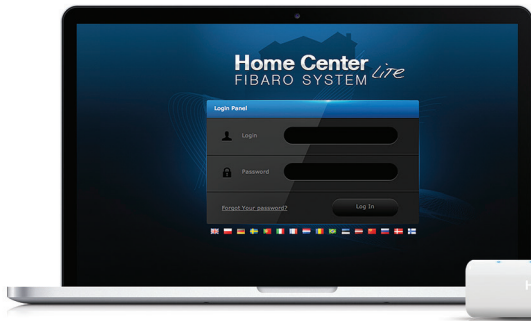 Home Center Lite
FIBARO SYSTEM
Login Panel
Login
Password
Forgot Your password?
Log In
H